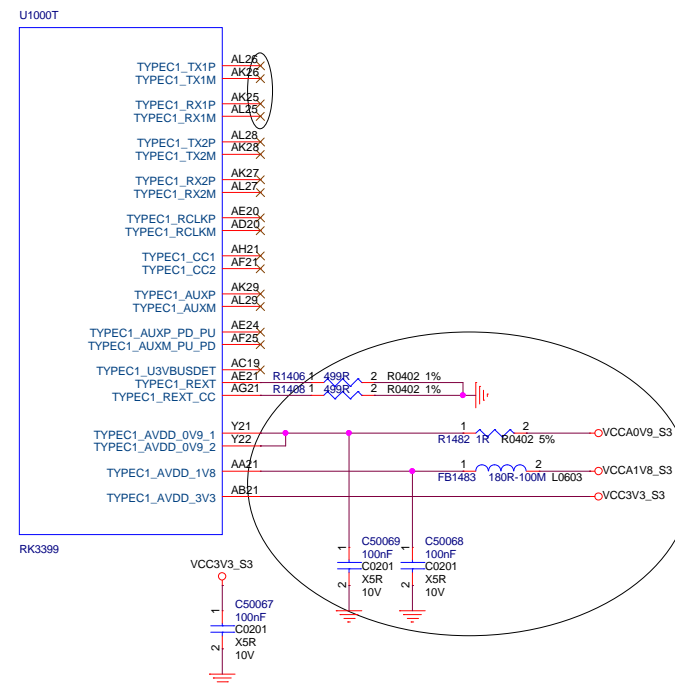 U1000T
TYPEC1_TX1P AL26
TYPEC1_TX1M AK26
TYPEC1_RX1P AK25
TYPEC1_RX1M AL25
TYPEC1_TX2P AL28
TYPEC1_TX2M AK28
TYPEC1_RX2P AK27
TYPEC1_RX2M AL27
TYPEC1_RCLKP AE20
TYPEC1_RCLKM AD20
TYPEC1_CC1 AH21
TYPEC1_CC2 AF21
TYPEC1_AUXP AK29
TYPEC1_AUXM AL29
TYPEC1_AUXP_PD_PU AE24
TYPEC1_AUXM_PU_PD AF25
TYPEC1_U3VBUSDET AC19
TYPEC1_REXT AE21 R1406 1 499R 2 R0402 1%
TYPEC1_REXT_CC AG21 R1408 1 499R 2 R0402 1%
TYPEC1_AVDD_0V9_1 Y21 1 2 VCCA0V9_S3
TYPEC1_AVDD_0V9_2 Y22 R1482 1R R0402 5%
TYPEC1_AVDD_1V8 AA21 1 2 VCCA1V8_S3
FB1483 180R-100M L0603
TYPEC1_AVDD_3V3 AB21 VCC3V3_S3
RK3399
1 C50069
100nF
C0201
2 X5R
10V
1 C50068
100nF
C0201
2 X5R
10V
VCC3V3_S3
1 C50067
100nF
C0201
2 X5R
10V